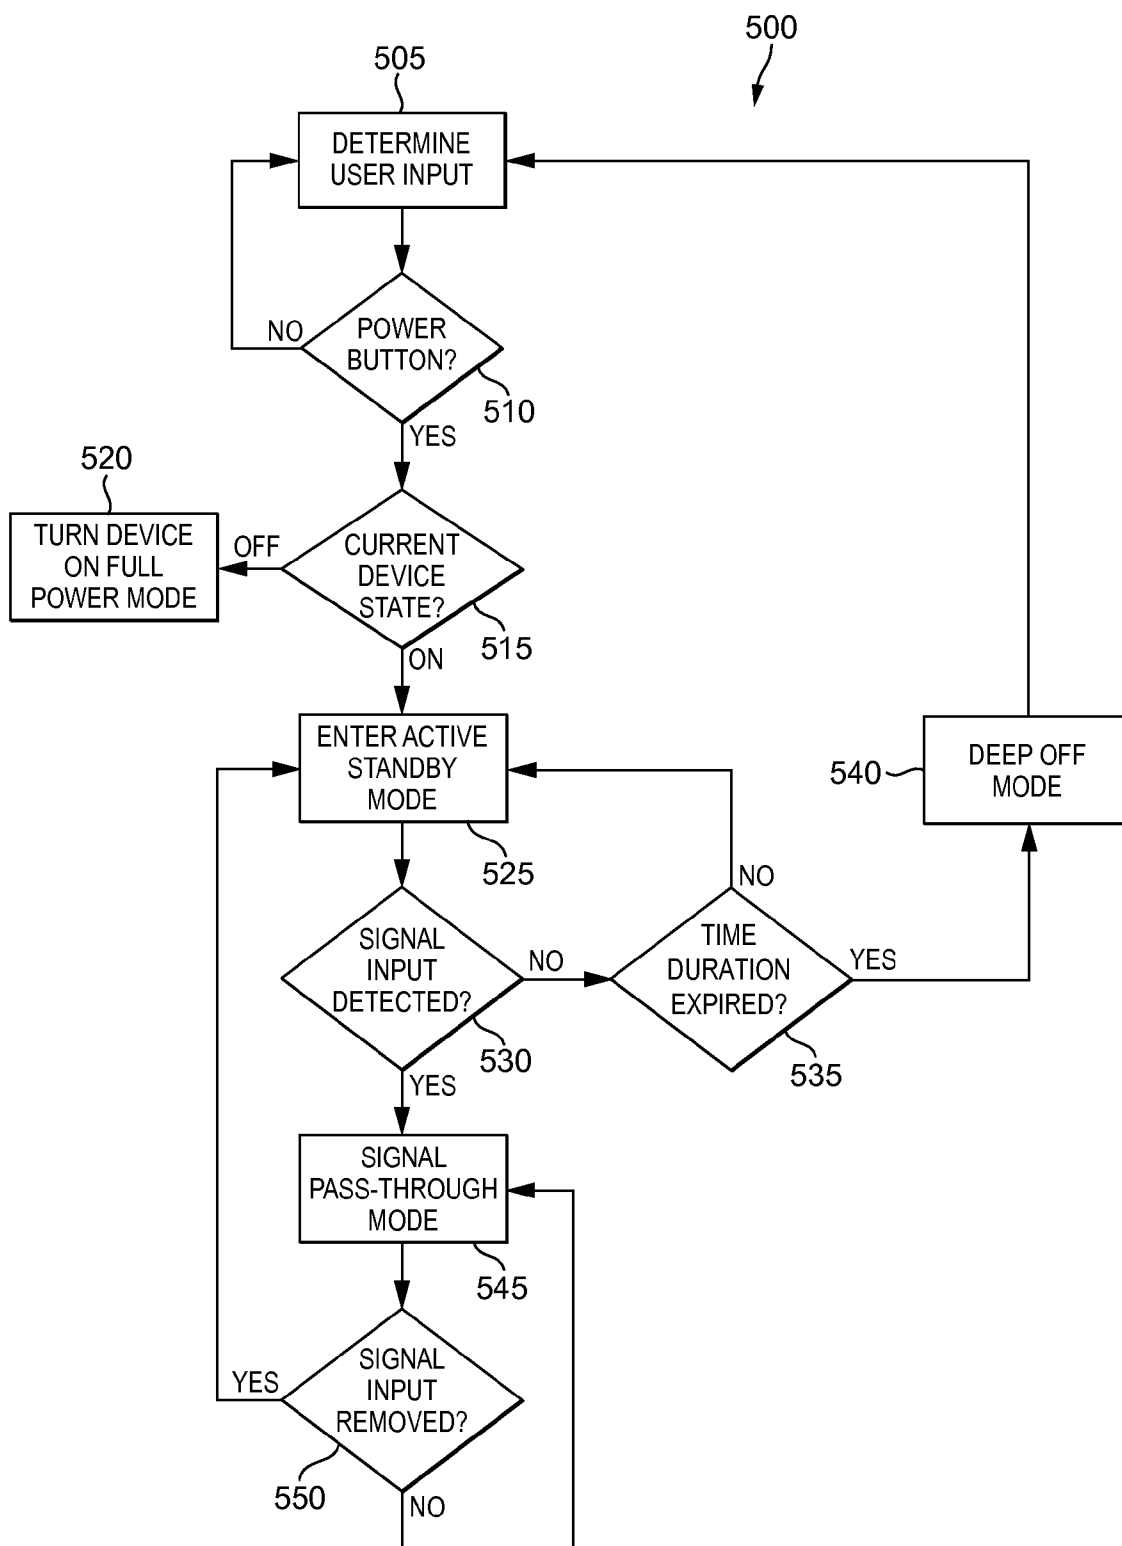 500
505
DETERMINE
USER INPUT
NO
POWER
BUTTON?
510
YES
520
TURN DEVICE
ON FULL
POWER MODE
OFF
CURRENT
DEVICE
STATE?
515
ON
ENTER ACTIVE
STANDBY
MODE
525
540
DEEP OFF
MODE
NO
SIGNAL
INPUT
DETECTED?
530
NO
TIME
DURATION
EXPIRED?
535
YES
YES
SIGNAL
PASS-THROUGH
MODE
545
YES
SIGNAL
INPUT
REMOVED?
550
NO